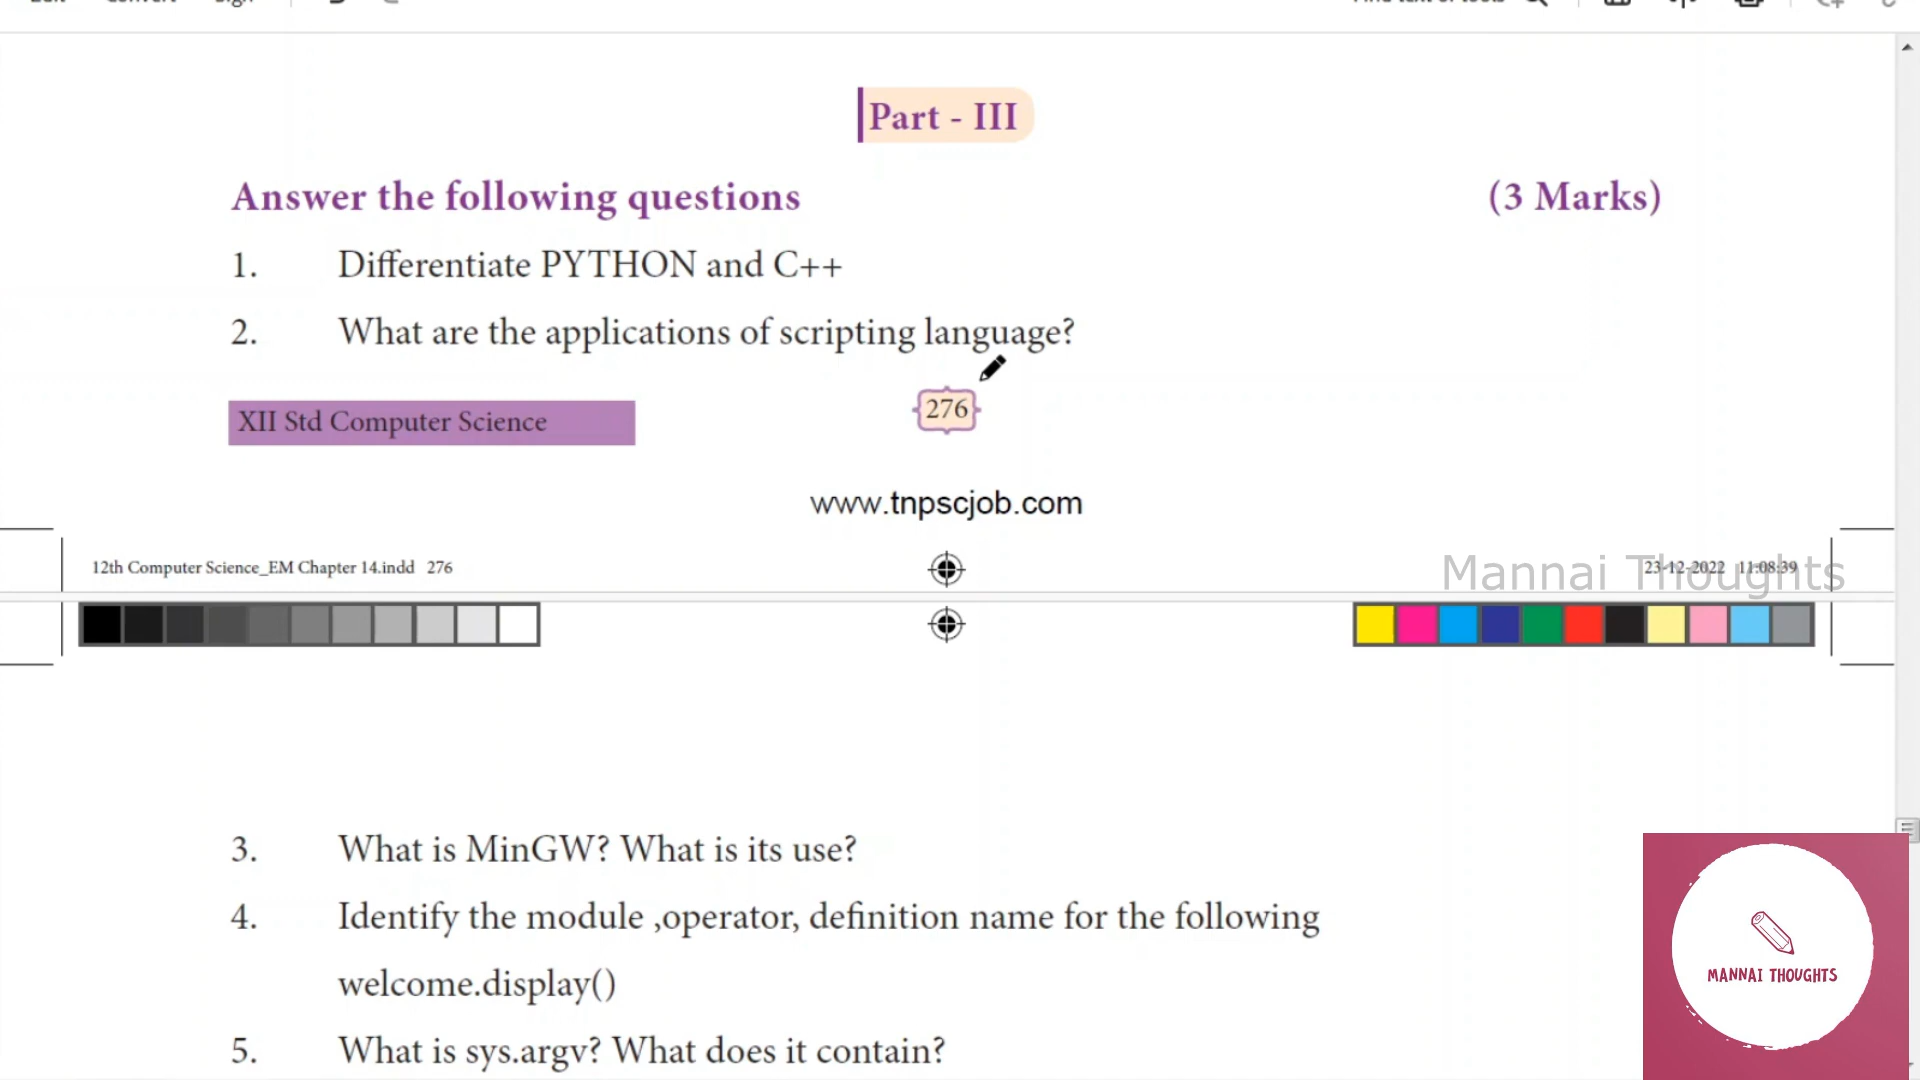 Part - III
Answer the following questions (3 Marks)
1. Differentiate PYTHON and C++
2. What are the applications of scripting language?
XII Std Computer Science 276
www.tnpscjob.com
12th Computer Science_EM Chapter 14.indd 276
23-12-2022 11:08:39
Mannai Thoughts
3. What is MinGW? What is its use?
4. Identify the module ,operator, definition name for the following
welcome.display()
5. What is sys.argv? What does it contain?
MANNAI THOUGHTS